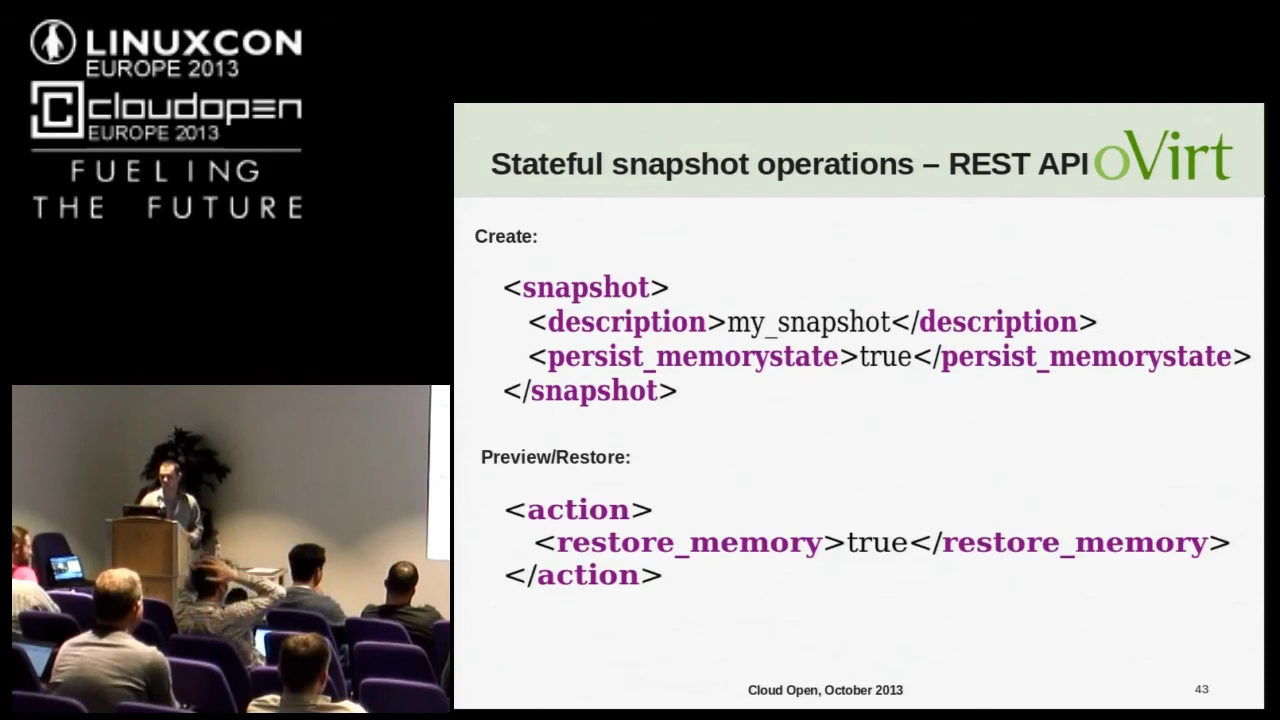 LINUXCON
EUROPE 2013
cloudopen
EUROPE 2013
FUELING
THE FUTURE
Stateful snapshot operations – REST API
oVirt
Create:
<snapshot>
<description>my_snapshot</description>
<persist_memorystate>true</persist_memorystate>
</snapshot>
Preview/Restore:
<action>
<restore_memory>true</restore_memory>
</action>
Cloud Open, October 2013
43